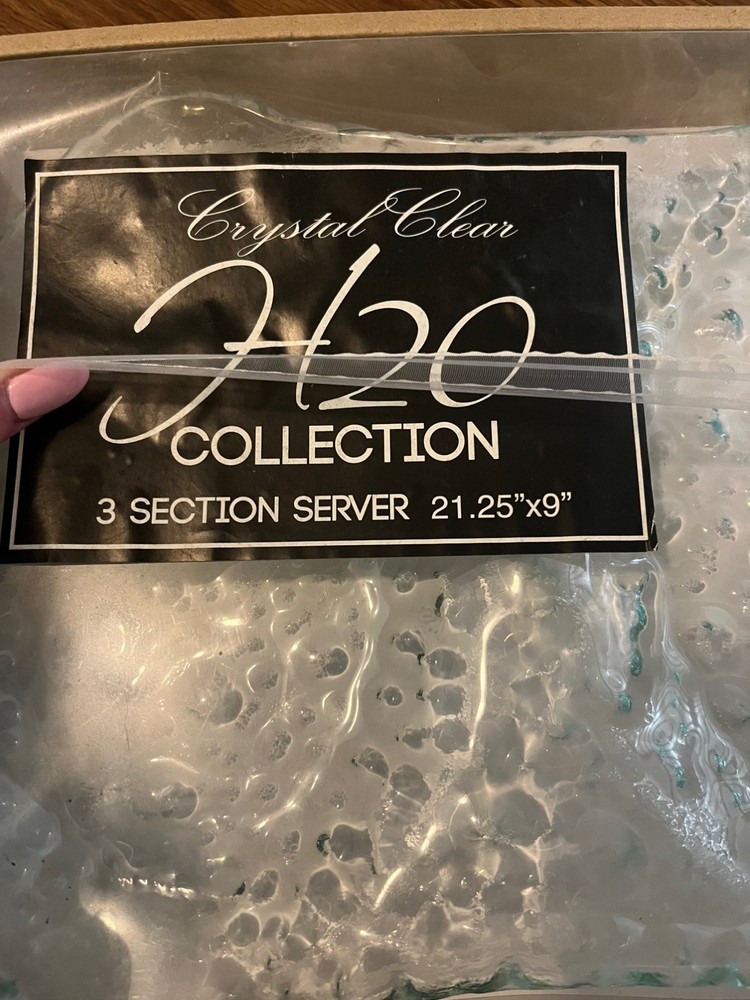 Crystal Clear
H20
COLLECTION
3 SECTION SERVER 21.25"x9"